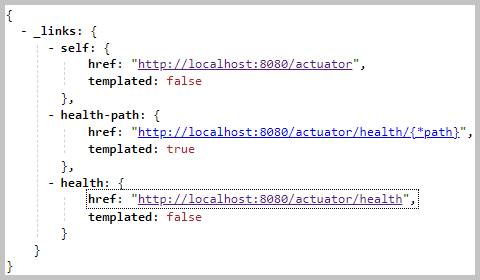 {
- _links: {
- self: {
href: "http://localhost:8080/actuator",
templated: false
},
- health-path: {
href: "http://localhost:8080/actuator/health/{*path}",
templated: true
},
- health: {
href: "http://localhost:8080/actuator/health",
templated: false
}
}
}